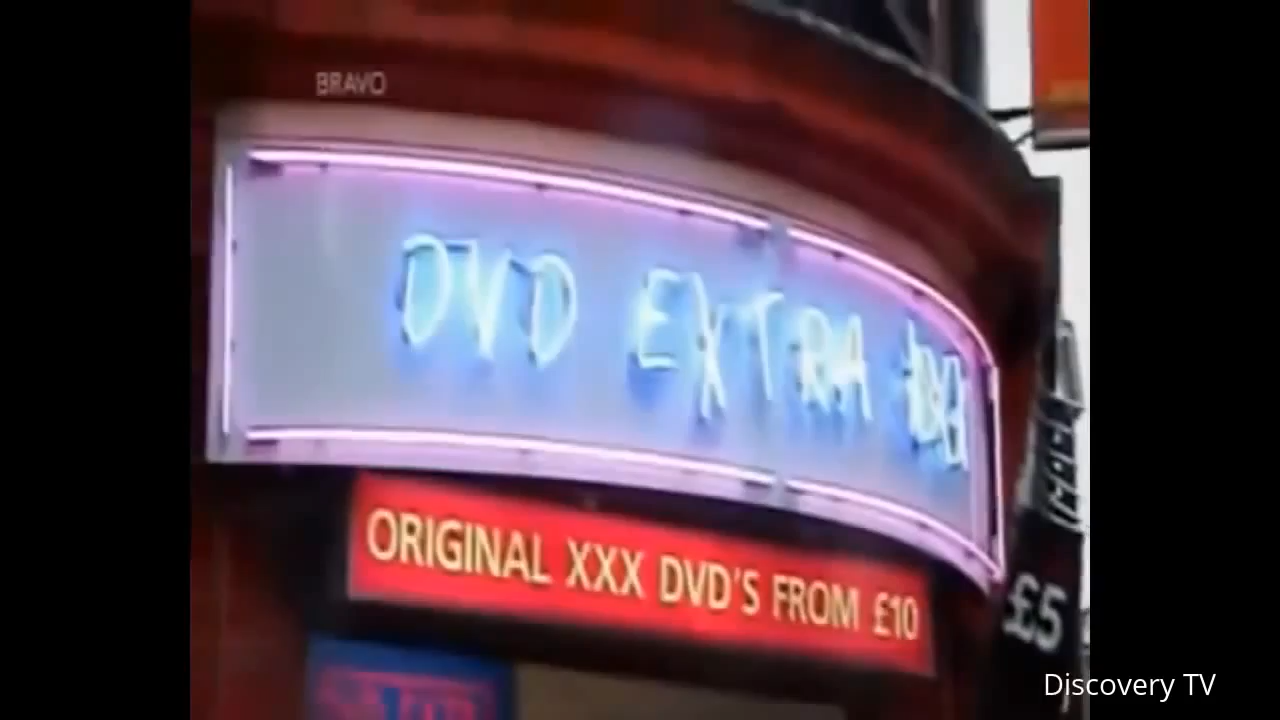 BRAVO
DVD EXTRA
ORIGINAL XXX DVD'S FROM £10
£5
Discovery TV